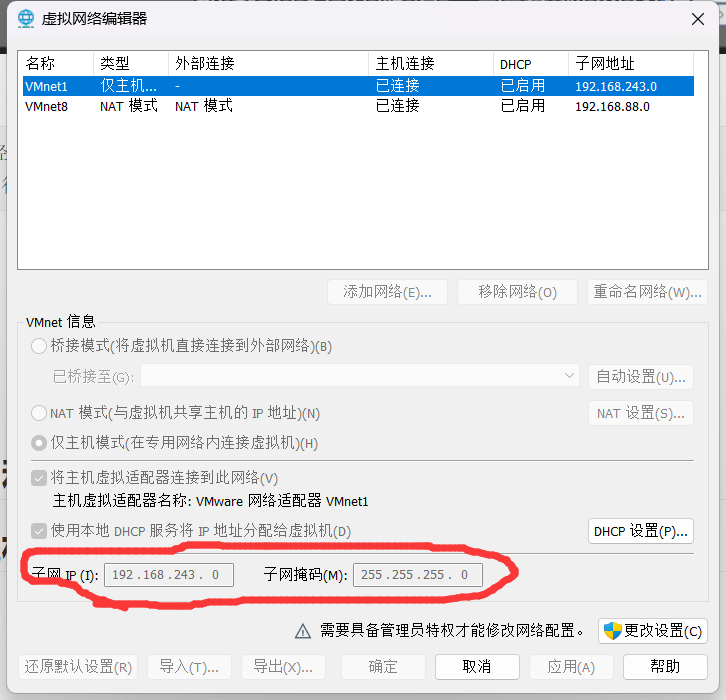 虚拟网络编辑器
名称 类型 外部连接 主机连接 DHCP 子网地址
VMnet1 仅主机... - 已连接 已启用 192.168.243.0
VMnet8 NAT 模式 NAT 模式 已连接 已启用 192.168.88.0
添加网络(E)... 移除网络(O) 重命名网络(W)...
VMnet 信息
桥接模式(将虚拟机直接连接到外部网络)(B)
已桥接至(G): 自动设置(U)...
NAT 模式(与虚拟机共享主机的 IP 地址)(N) NAT 设置(S)...
仅主机模式(在专用网络内连接虚拟机)(H)
将主机虚拟适配器连接到此网络(V)
主机虚拟适配器名称: VMware 网络适配器 VMnet1
使用本地 DHCP 服务将 IP 地址分配给虚拟机(D) DHCP 设置(P)...
子网 IP (I): 192 . 168 . 243 . 0 子网掩码(M): 255 . 255 . 255 . 0
需要具备管理员特权才能修改网络配置。 更改设置(C)
还原默认设置(R) 导入(T)... 导出(X)... 确定 取消 应用(A) 帮助